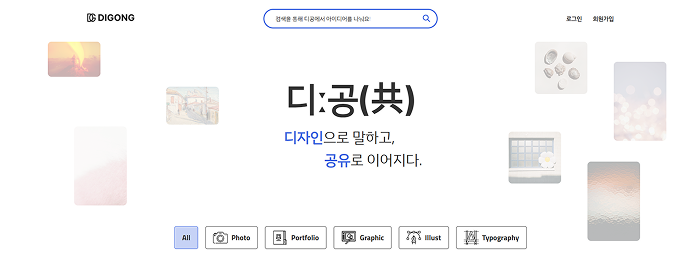 DIGONG
검색을 통해 디공에서 아이디어를 나눠요!
로그인
회원가입
디:공(共)
디자인으로 말하고,
공유로 이어지다.
All
Photo
Portfolio
Graphic
Illust
Typography